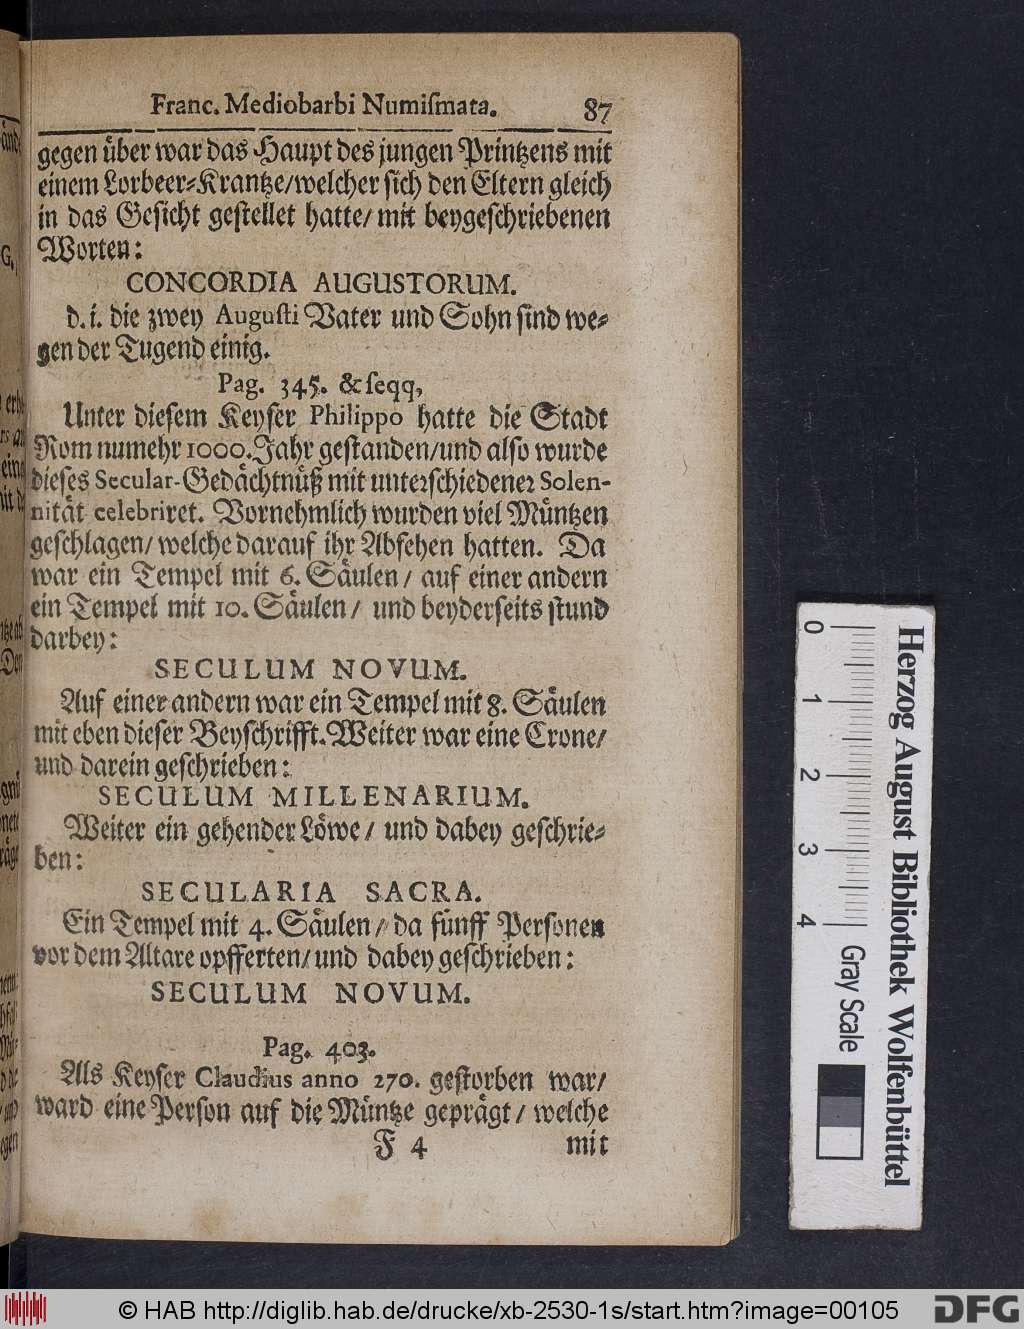 Franc. Mediobarbi Numiſmata. 87
gegen über war das Haupt des jungen Printzens mit
einem Lorbeer-Krantze/welcher ſich den Eltern gleich
in das Geſicht geſtellet hatte/ mit beygeſchriebenen
Worten:
CONCORDIA AUGUSTORUM.
d. i. die zwey Auguſti Vater und Sohn ſind we-
gen der Tugend einig.
Pag. 345. & ſeqq,
Unter dieſem Keyſer Philippo hatte die Stadt
Rom numehr 1000. Jahr geſtanden/und alſo wurde
dieſes Secular-Gedächtnüß mit unterſchiedener Solen-
nität celebriret. Vornehmlich wurden viel Müntzen
geſchlagen/ welche darauf ihr Abſehen hatten. Da
war ein Tempel mit 6. Säulen/ auf einer andern
ein Tempel mit 10. Säulen/ und beyderſeits ſtund
darbey:
SECULUM NOVUM.
Auf einer andern war ein Tempel mit 8. Säulen
mit eben dieſer Beyſchrifft. Weiter war eine Crone/
und darein geſchrieben:
SECULUM MILLENARIUM.
Weiter ein gehender Löwe/ und dabey geſchrie-
ben:
SECULARIA SACRA.
Ein Tempel mit 4. Säulen/ da fünff Perſonen
vor dem Altare opfferten/ und dabey geſchrieben:
SECULUM NOVUM.
Pag. 403.
Als Keyſer Claudius anno 270. geſtorben war/
ward eine Perſon auf die Müntze geprägt/ welche
F 4 mit
0 1 2 3 4
Gray Scale
Herzog August Bibliothek Wolfenbüttel
© HAB http://diglib.hab.de/drucke/xb-2530-1s/start.htm?image=00105
DFG